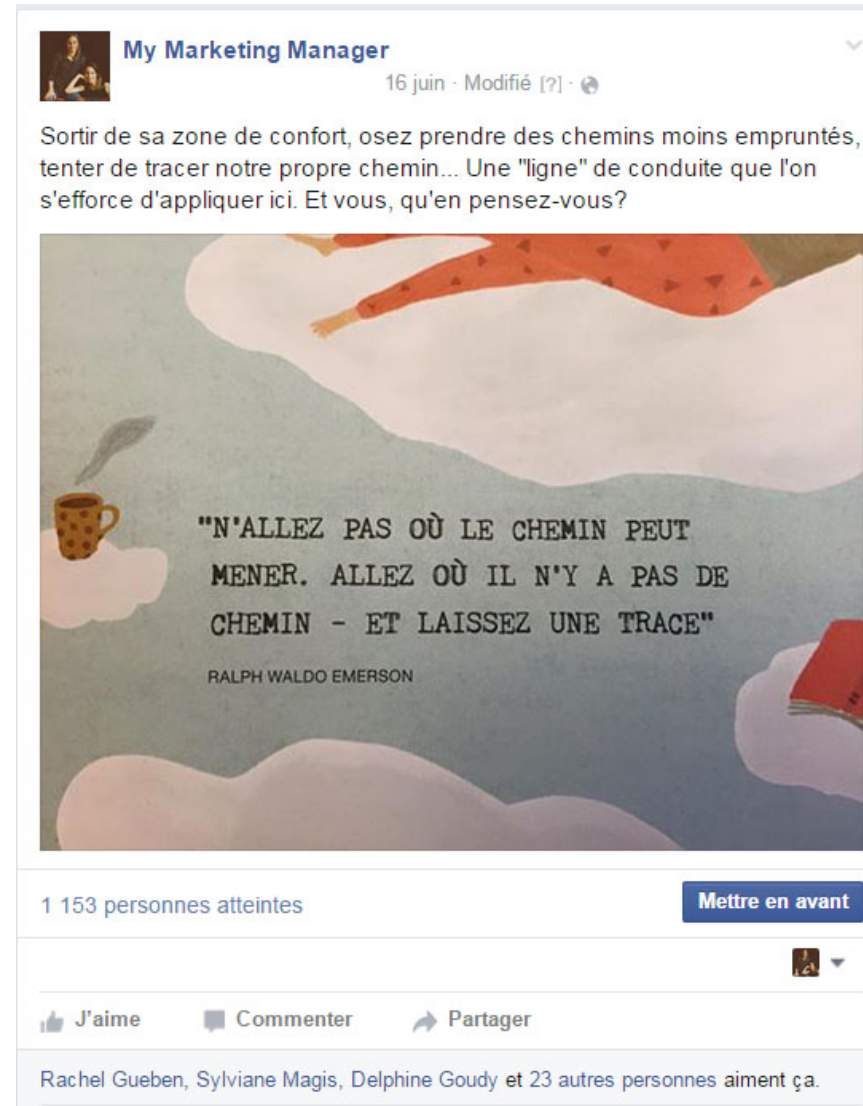 My Marketing Manager
16 juin · Modifié [?] ·
Sortir de sa zone de confort, osez prendre des chemins moins empruntés,
tenter de tracer notre propre chemin... Une "ligne" de conduite que l'on
s'efforce d'appliquer ici. Et vous, qu'en pensez-vous?
"N'ALLEZ PAS OÙ LE CHEMIN PEUT
MENER. ALLEZ OÙ IL N'Y A PAS DE
CHEMIN - ET LAISSEZ UNE TRACE"
RALPH WALDO EMERSON
1 153 personnes atteintes
Mettre en avant
J'aime Commenter Partager
Rachel Gueben, Sylviane Magis, Delphine Goudy et 23 autres personnes aiment ça.